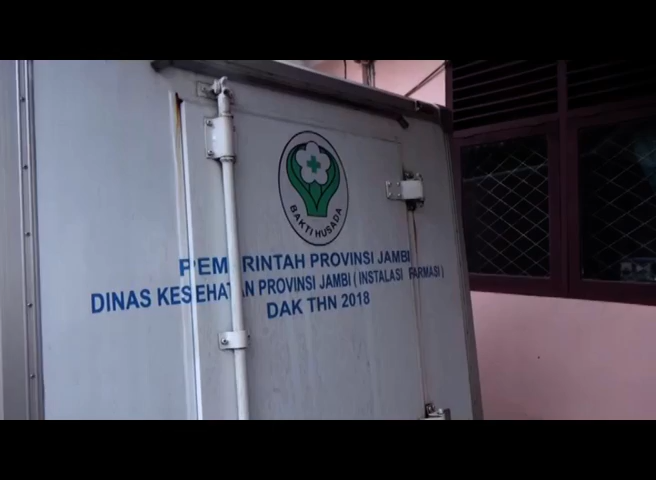 BAKTI HUSADA
PEMERINTAH PROVINSI JAMBI
DINAS KESEHATAN PROVINSI JAMBI ( INSTALASI FARMASI )
DAK THN 2018